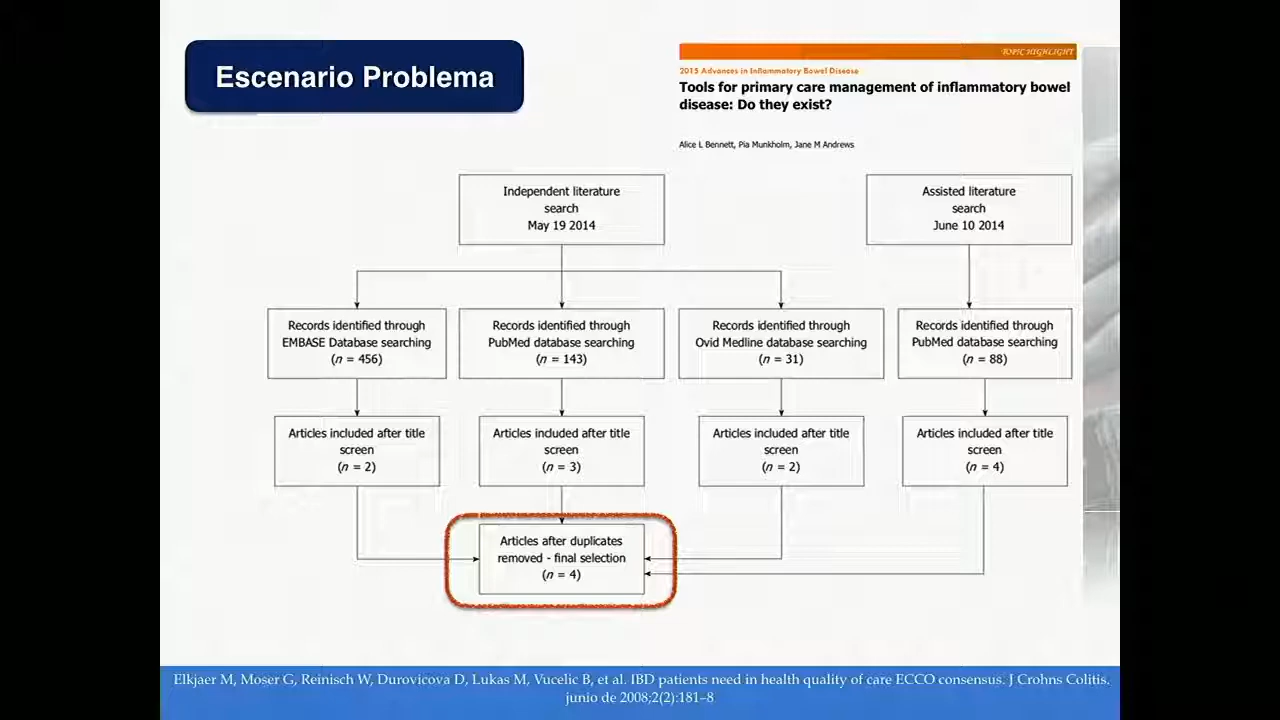 Escenario Problema
TOPIC HIGHLIGHT
2015 Advances in Inflammatory Bowel Disease
Tools for primary care management of inflammatory bowel
disease: Do they exist?
Alice L Bennett, Pia Munkholm, Jane M Andrews
Independent literature
search
May 19 2014
Assisted literature
search
June 10 2014
Records identified through
EMBASE Database searching
(n = 456)
Records identified through
PubMed database searching
(n = 143)
Records identified through
Ovid Medline database searching
(n = 31)
Records identified through
PubMed database searching
(n = 88)
Articles included after title
screen
(n = 2)
Articles included after title
screen
(n = 3)
Articles included after title
screen
(n = 2)
Articles included after title
screen
(n = 4)
Articles after duplicates
removed - final selection
(n = 4)
Elkjaer M, Moser G, Reinisch W, Durovicova D, Lukas M, Vucelic B, et al. IBD patients need in health quality of care ECCO consensus. J Crohns Colitis.
junio de 2008;2(2):181–8